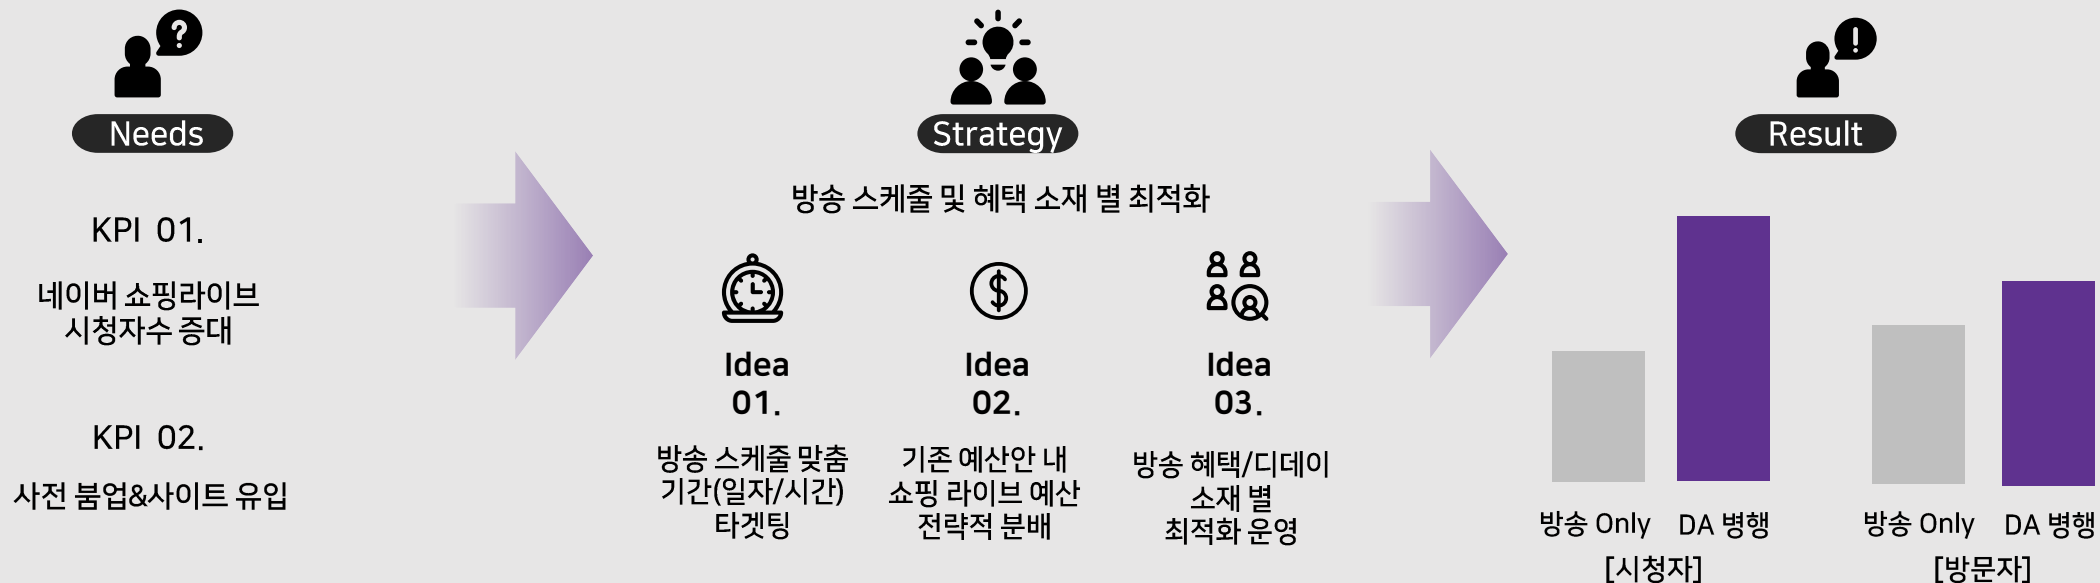 Needs
KPI 01.
네이버 쇼핑라이브
시청자수 증대
KPI 02.
사전 붐업&사이트 유입
Strategy
방송 스케줄 및 혜택 소재 별 최적화
Idea
01.
방송 스케줄 맞춤
기간(일자/시간)
타겟팅
Idea
02.
기존 예산안 내
쇼핑 라이브 예산
전략적 분배
Idea
03.
방송 혜택/디데이
소재 별
최적화 운영
Result
방송 Only
DA 병행
[시청자]
방송 Only
DA 병행
[방문자]